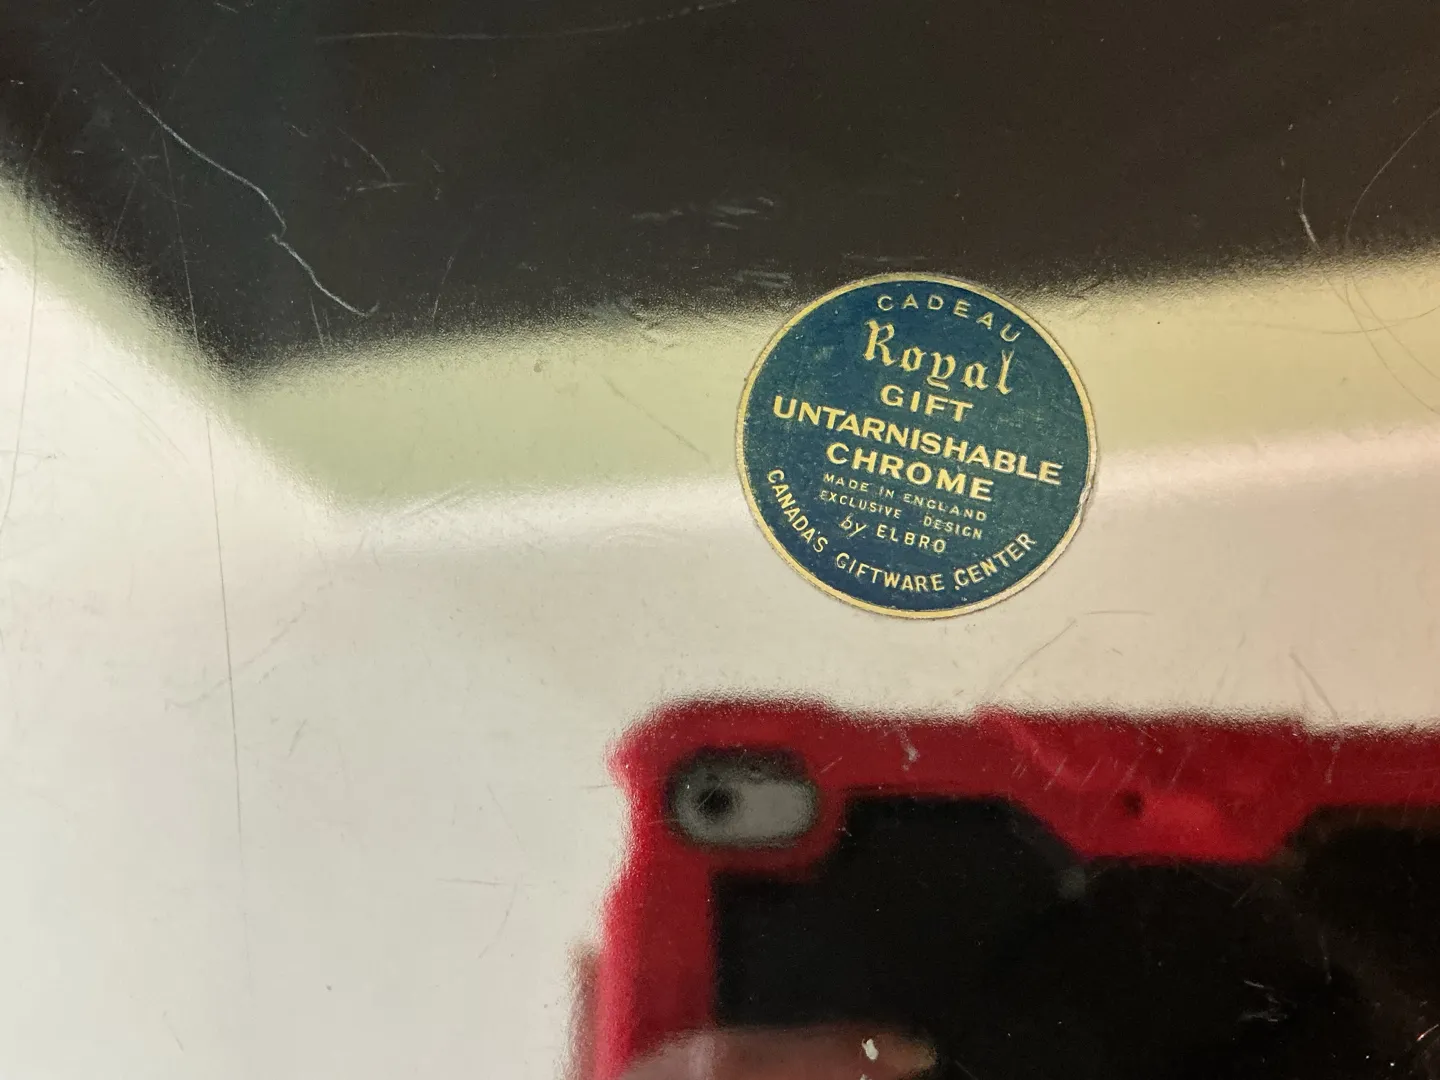 CADEAU
Royal
GIFT
UNTARNISHABLE
CHROME
MADE IN ENGLAND
EXCLUSIVE DESIGN
by ELBRO
CANADA'S GIFTWARE CENTER